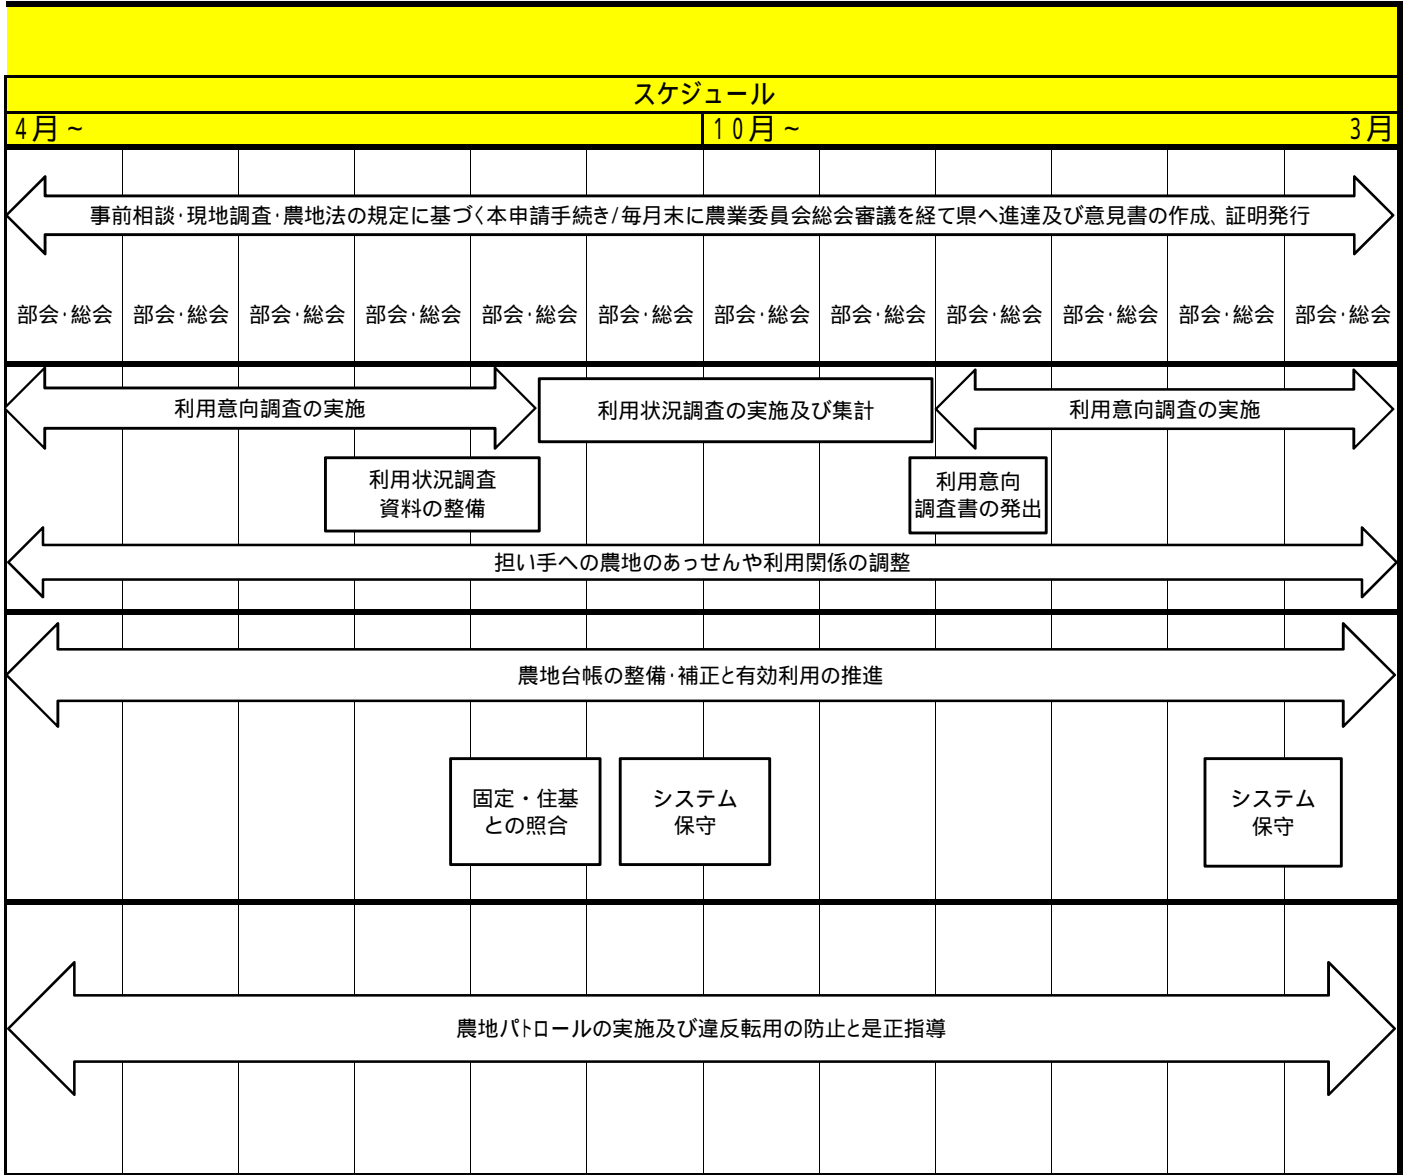 スケジュール
4月~ 10月~ 3月
事前相談・現地調査・農地法の規定に基づく本申請手続き/毎月末に農業委員会総会審議を経て県へ進達及び意見書の作成、証明発行
部会・総会 部会・総会 部会・総会 部会・総会 部会・総会 部会・総会 部会・総会 部会・総会 部会・総会 部会・総会 部会・総会 部会・総会
利用意向調査の実施 利用状況調査の実施及び集計 利用意向調査の実施
利用状況調査
資料の整備
利用意向
調査書の発出
担い手への農地のあっせんや利用関係の調整
農地台帳の整備・補正と有効利用の推進
固定・住基
との照合
システム
保守
システム
保守
農地パトロールの実施及び違反転用の防止と是正指導